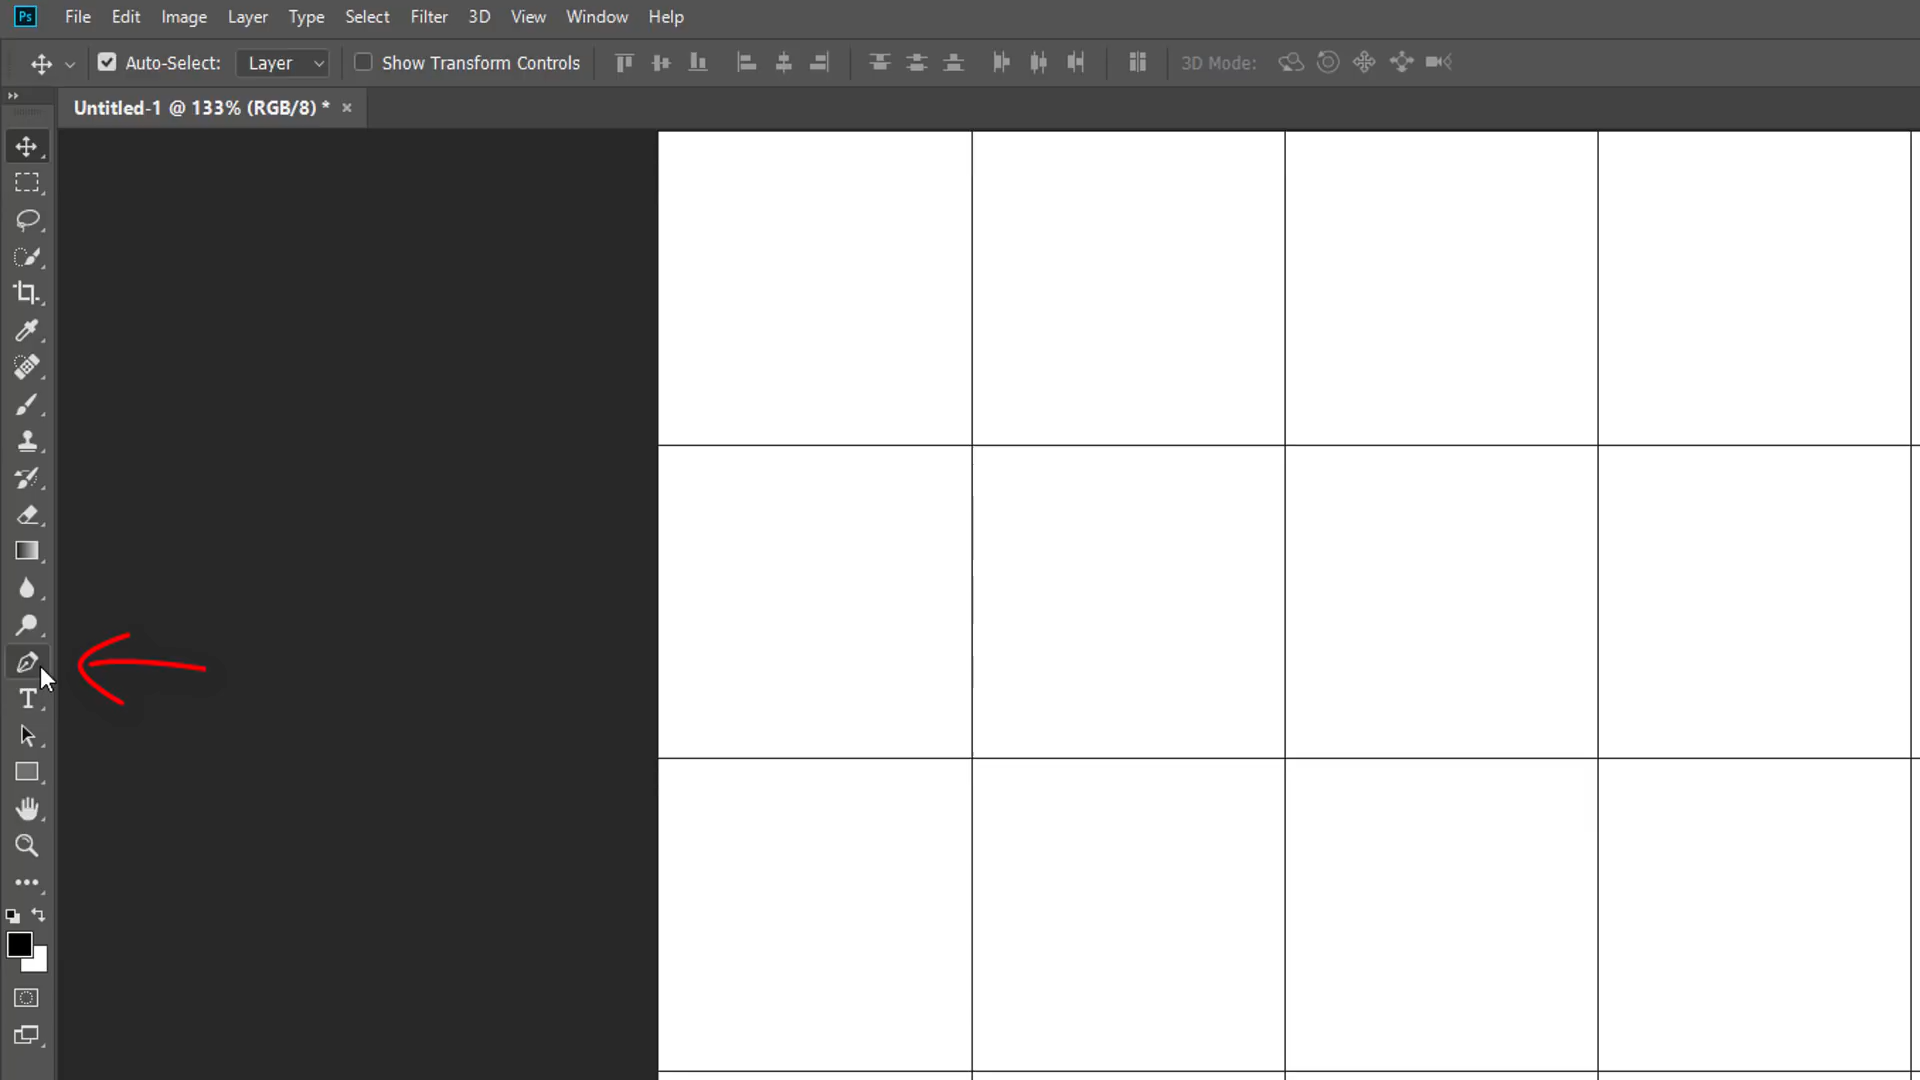 Ps File Edit Image Layer Type Select Filter 3D View Window Help
Auto-Select: Layer Show Transform Controls 3D Mode:
Untitled-1 @ 133% (RGB/8) * ×
T